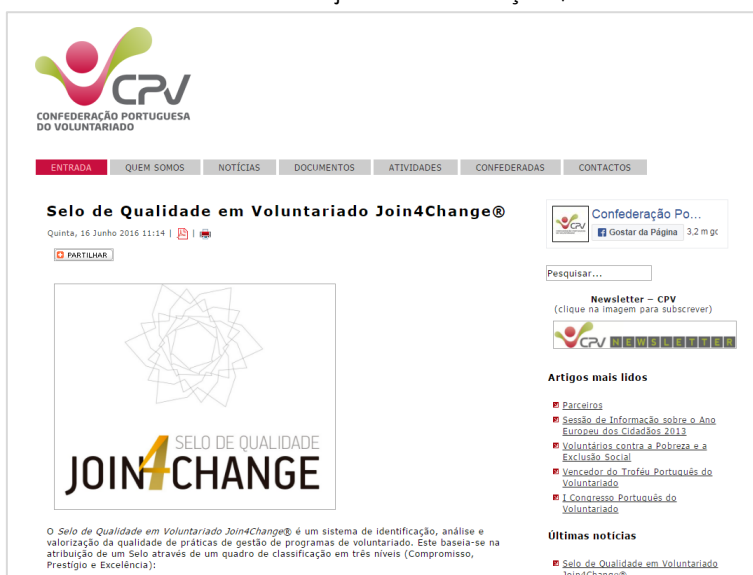 CPV
CONFEDERAÇÃO PORTUGUESA
DO VOLUNTARIADO
ENTRADA QUEM SOMOS NOTÍCIAS DOCUMENTOS ATIVIDADES CONFEDERADAS CONTACTOS
Selo de Qualidade em Voluntariado Join4Change®
Quinta, 16 Junho 2016 11:14 | |
PARTILHAR
SELO DE QUALIDADE
JOIN4CHANGE
O Selo de Qualidade em Voluntariado Join4Change® é um sistema de identificação, análise e
valorização da qualidade de práticas de gestão de programas de voluntariado. Este baseia-se na
atribuição de um Selo através de um quadro de classificação em três níveis (Compromisso,
Prestígio e Excelência):
Confederação Po...
Gostar da Página 3,2 m gc
Pesquisar...
Newsletter – CPV
(clique na imagem para subscrever)
CPV NEWSLETTER
Artigos mais lidos
Parceiros
Sessão de Informação sobre o Ano
Europeu dos Cidadãos 2013
Voluntários contra a Pobreza e a
Exclusão Social
Vencedor do Troféu Português do
Voluntariado
I Congresso Português do
Voluntariado
Últimas notícias
Selo de Qualidade em Voluntariado
Join4Change®